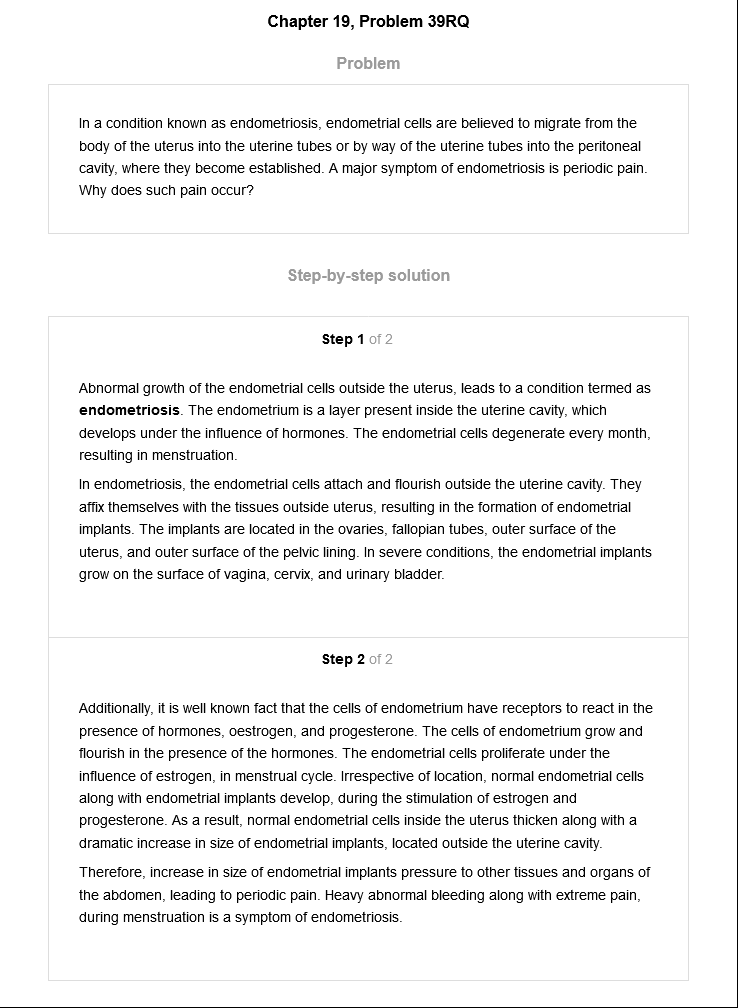 Chapter 19, Problem 39RQ
Problem
In a condition known as endometriosis, endometrial cells are believed to migrate from the
body of the uterus into the uterine tubes or by way of the uterine tubes into the peritoneal
cavity, where they become established. A major symptom of endometriosis is periodic pain.
Why does such pain occur?
Step-by-step solution
Step 1 of 2
Abnormal growth of the endometrial cells outside the uterus, leads to a condition termed as
endometriosis. The endometrium is a layer present inside the uterine cavity, which
develops under the influence of hormones. The endometrial cells degenerate every month,
resulting in menstruation.
In endometriosis, the endometrial cells attach and flourish outside the uterine cavity. They
affix themselves with the tissues outside uterus, resulting in the formation of endometrial
implants. The implants are located in the ovaries, fallopian tubes, outer surface of the
uterus, and outer surface of the pelvic lining. In severe conditions, the endometrial implants
grow on the surface of vagina, cervix, and urinary bladder.
Step 2 of 2
Additionally, it is well known fact that the cells of endometrium have receptors to react in the
presence of hormones, oestrogen, and progesterone. The cells of endometrium grow and
flourish in the presence of the hormones. The endometrial cells proliferate under the
influence of estrogen, in menstrual cycle. Irrespective of location, normal endometrial cells
along with endometrial implants develop, during the stimulation of estrogen and
progesterone. As a result, normal endometrial cells inside the uterus thicken along with a
dramatic increase in size of endometrial implants, located outside the uterine cavity.
Therefore, increase in size of endometrial implants pressure to other tissues and organs of
the abdomen, leading to periodic pain. Heavy abnormal bleeding along with extreme pain,
during menstruation is a symptom of endometriosis.